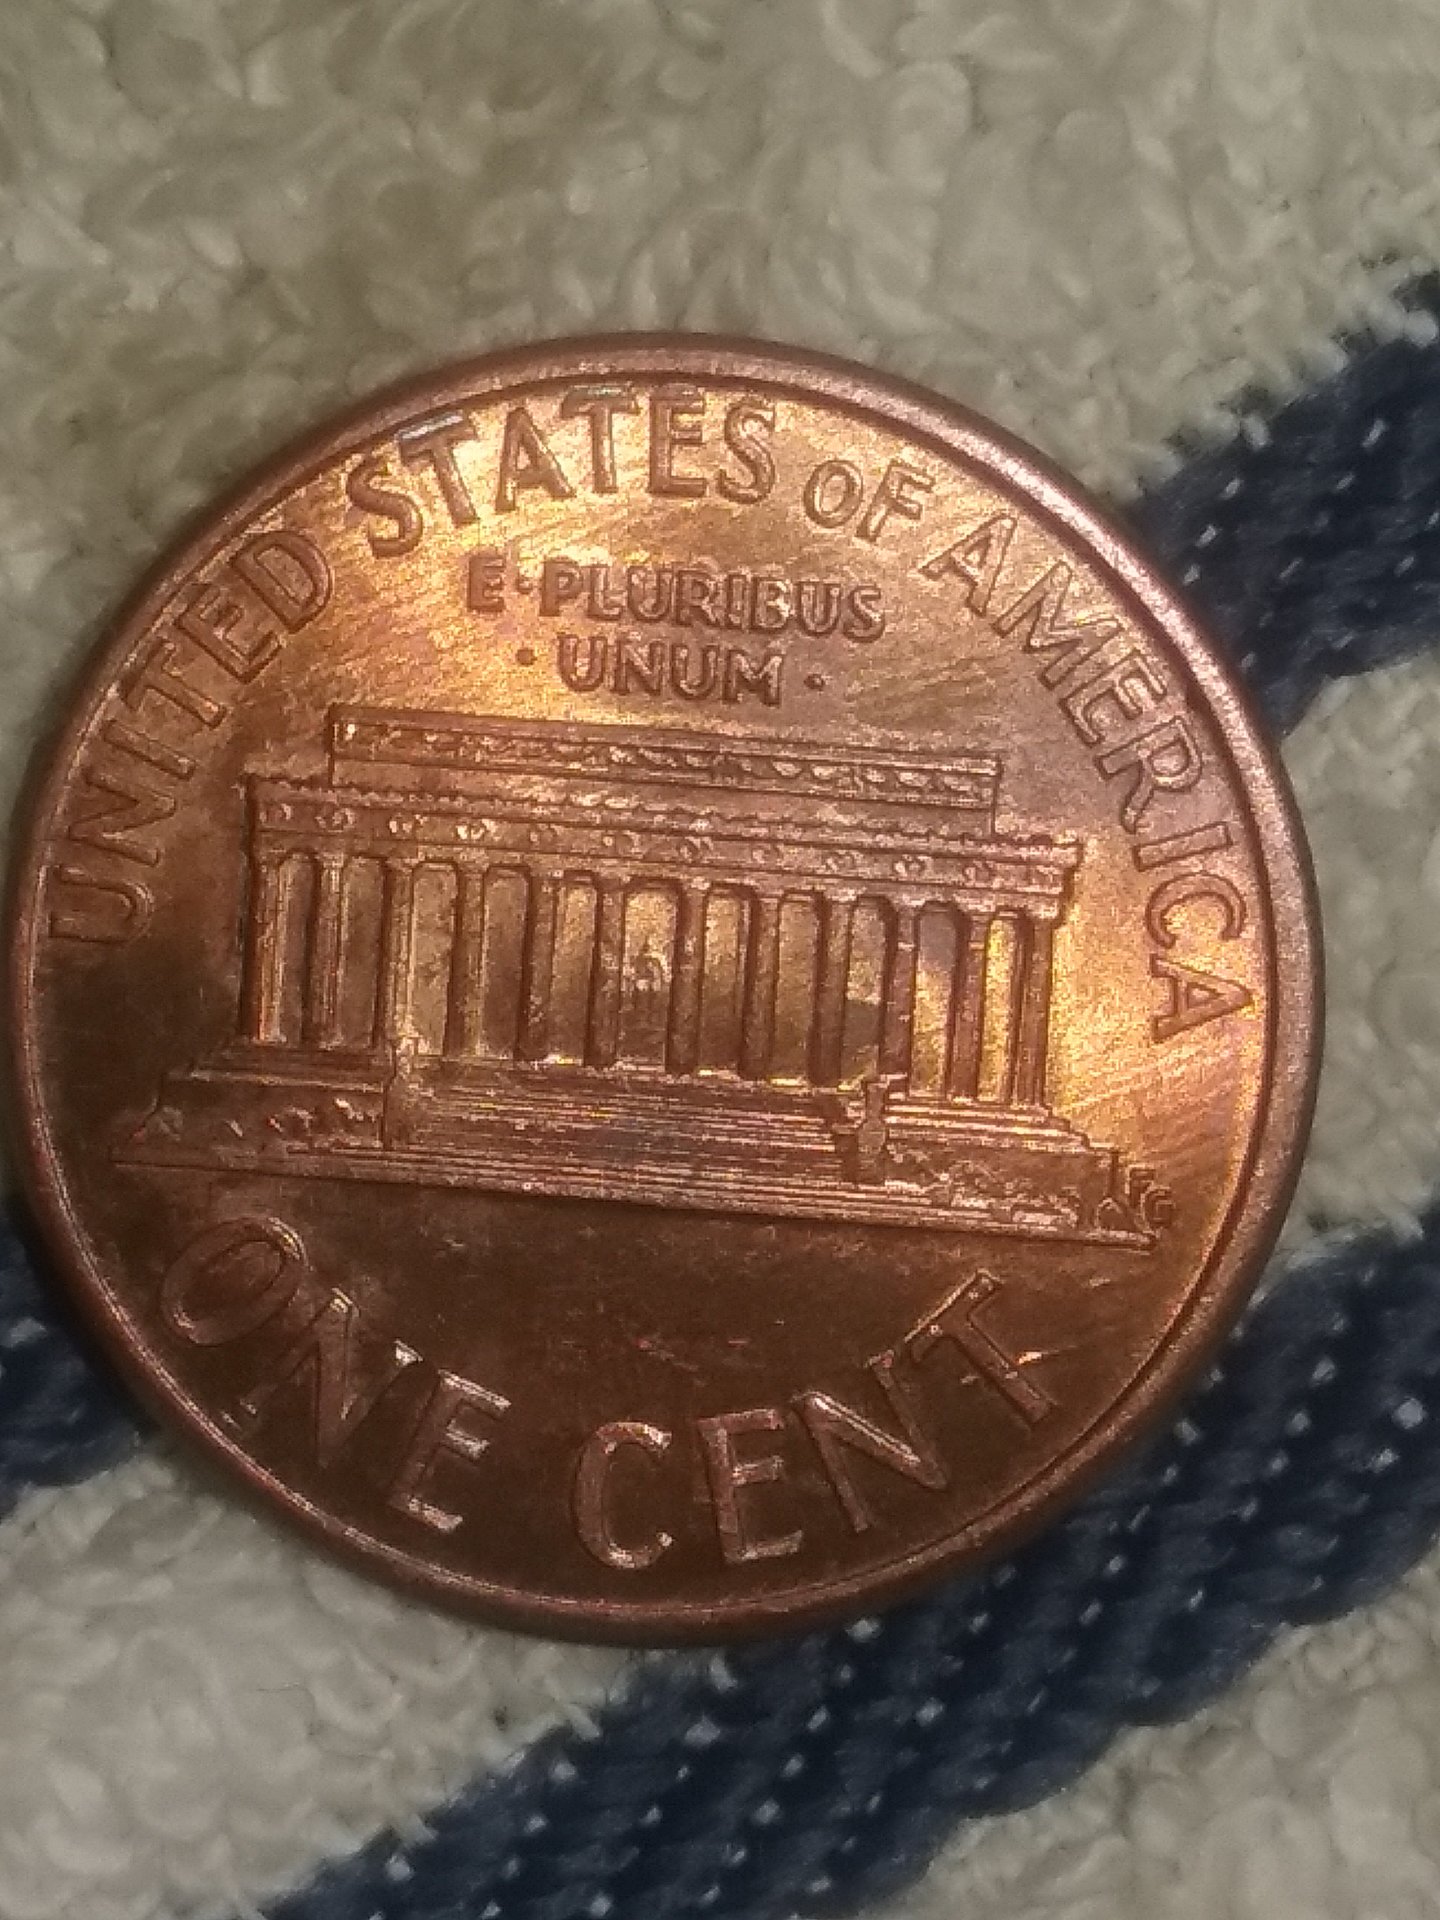 UNITED STATES OF AMERICA
E·PLURIBUS
·UNUM·
FG
ONE CENT